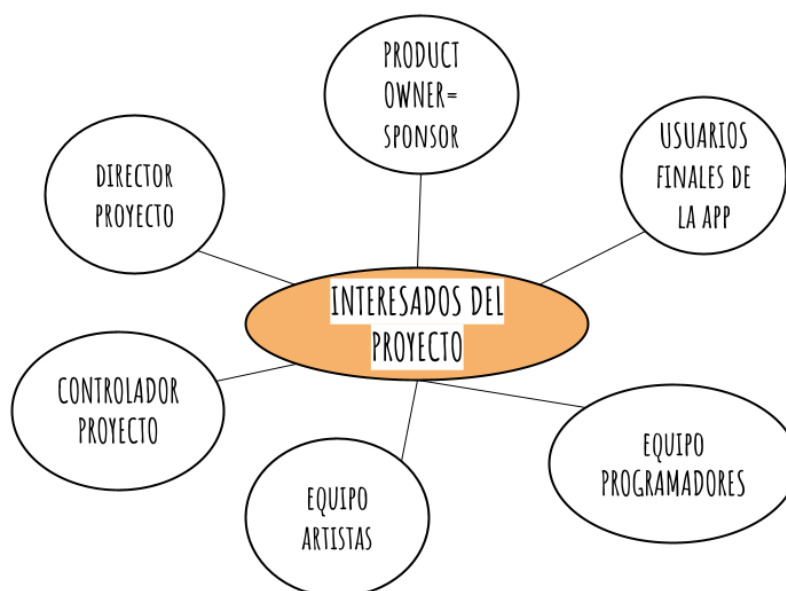 PRODUCT
OWNER=
SPONSOR
USUARIOS
FINALES DE
LA APP
DIRECTOR
PROYECTO
INTERESADOS DEL
PROYECTO
CONTROLADOR
PROYECTO
EQUIPO
PROGRAMADORES
EQUIPO
ARTISTAS